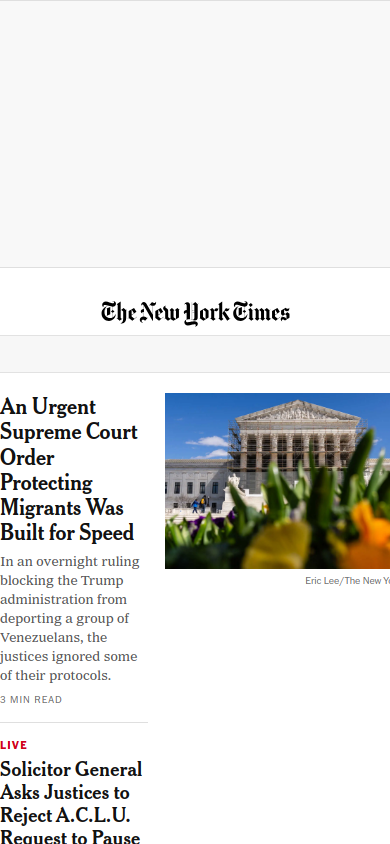 The New York Times
An Urgent
Supreme Court
Order
Protecting
Migrants Was
Built for Speed
In an overnight ruling
blocking the Trump
administration from
deporting a group of
Venezuelans, the
justices ignored some
of their protocols.
3 MIN READ
Eric Lee/The New Yo
LIVE
Solicitor General
Asks Justices to
Reject A.C.L.U.
Request to Pause